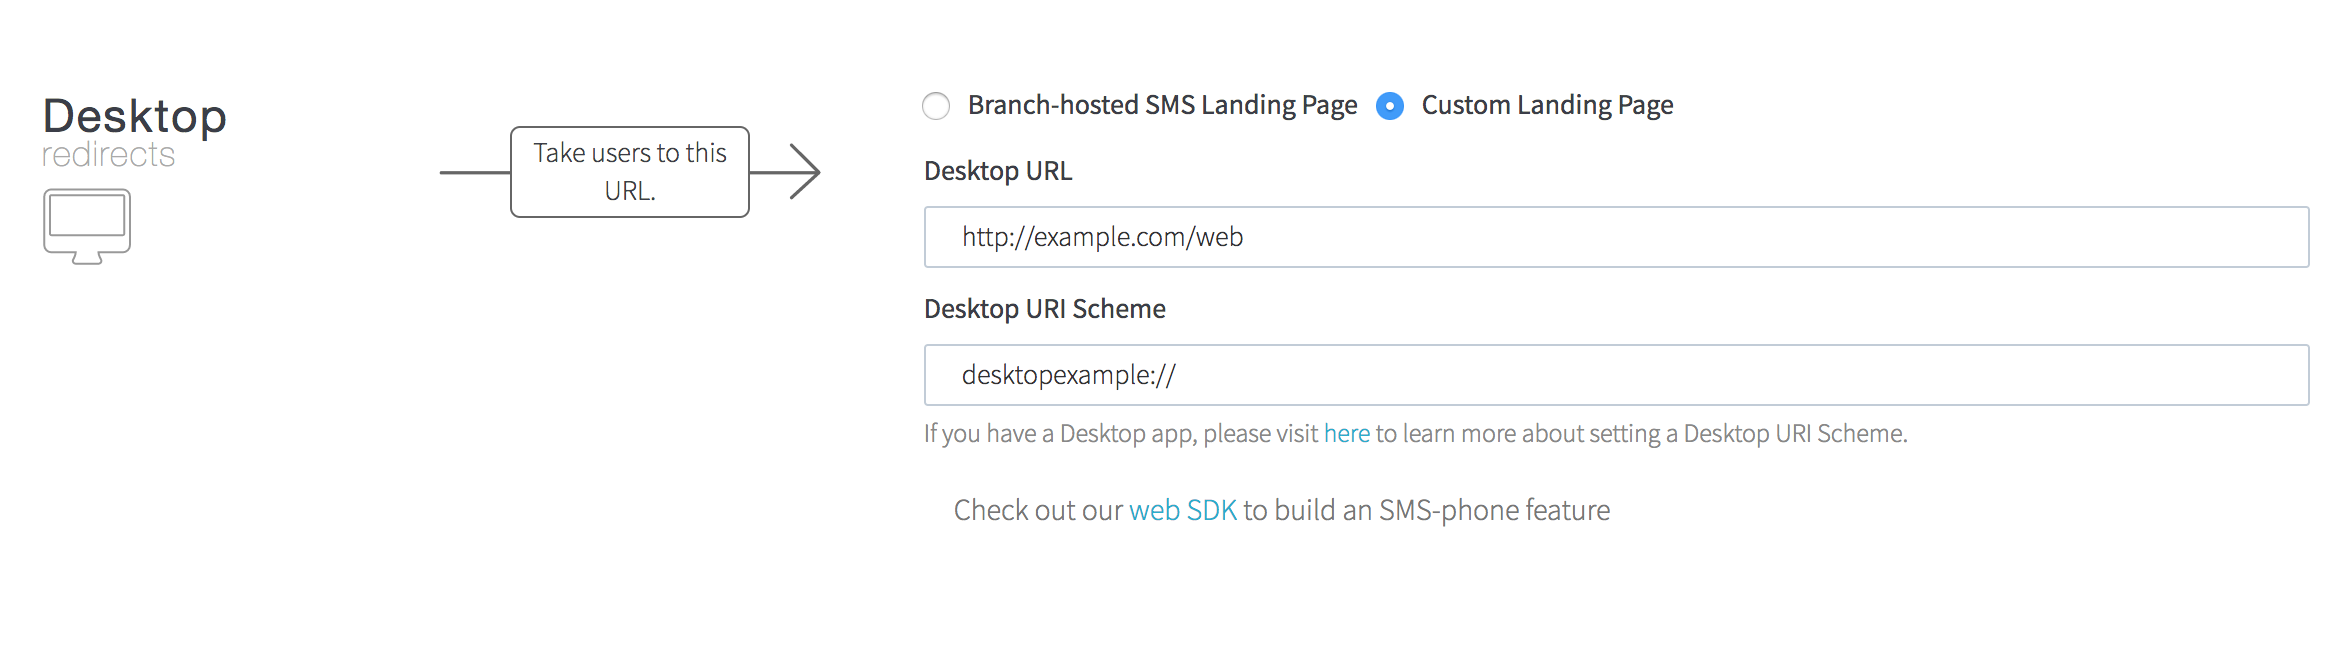 Desktop
redirects
Take users to this
URL.
Branch-hosted SMS Landing Page Custom Landing Page
Desktop URL
http://example.com/web
Desktop URI Scheme
desktopexample://
If you have a Desktop app, please visit here to learn more about setting a Desktop URI Scheme.
Check out our web SDK to build an SMS-phone feature